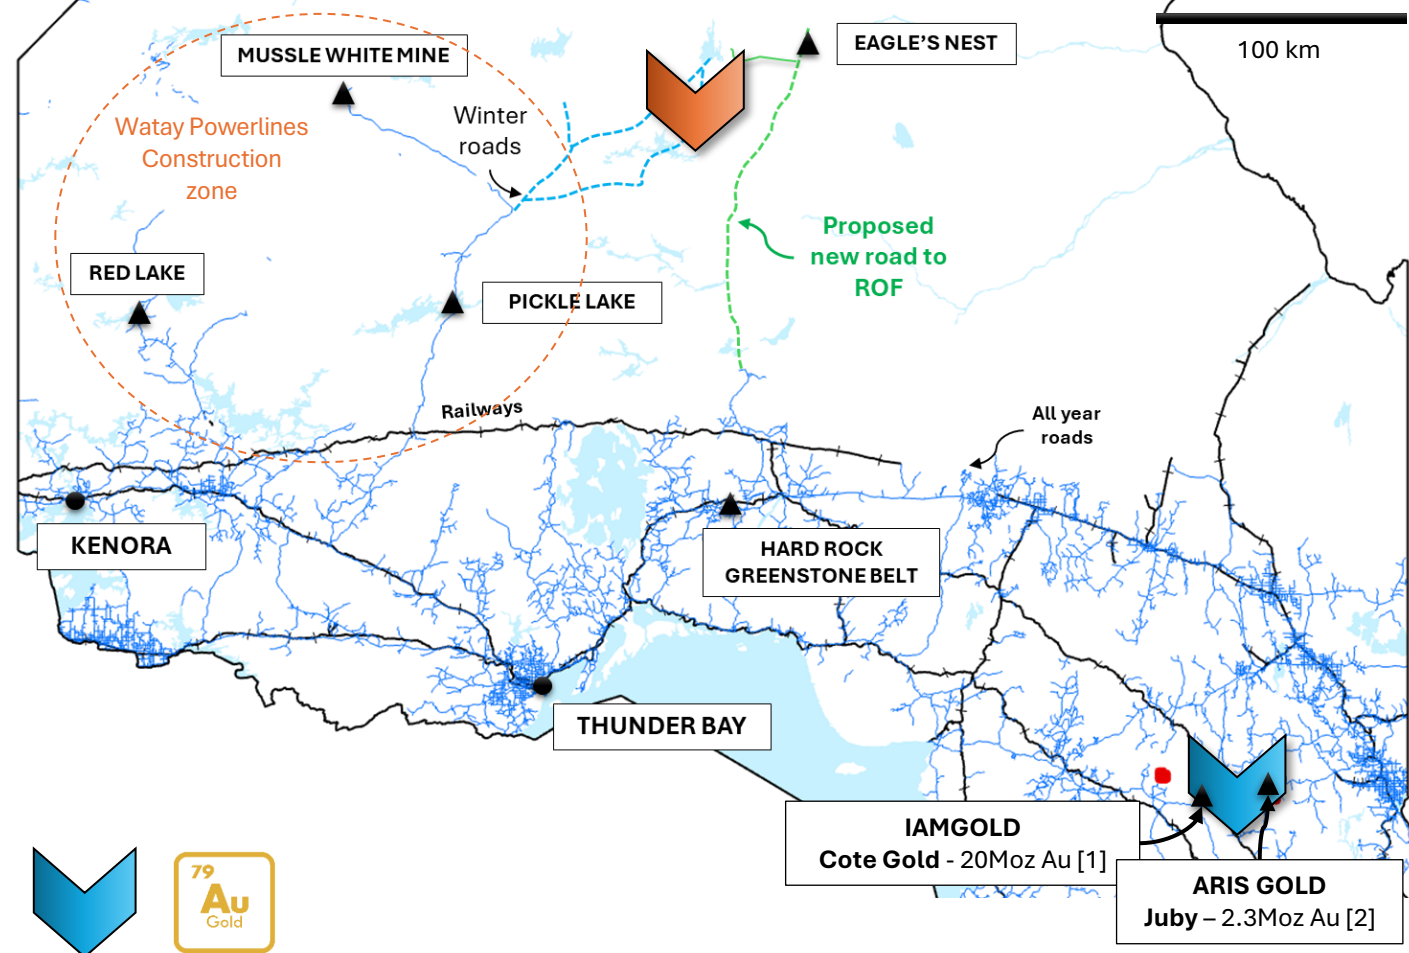 MUSSLE WHITE MINE
EAGLE'S NEST
100 km
Winter
roads
Watay Powerlines
Construction
zone
Proposed
new road to
ROF
RED LAKE
PICKLE LAKE
Railways
All year
roads
KENORA
HARD ROCK
GREENSTONE BELT
THUNDER BAY
IAMGOLD
Cote Gold - 20Moz Au [1]
ARIS GOLD
Juby – 2.3Moz Au [2]
79
Au
Gold